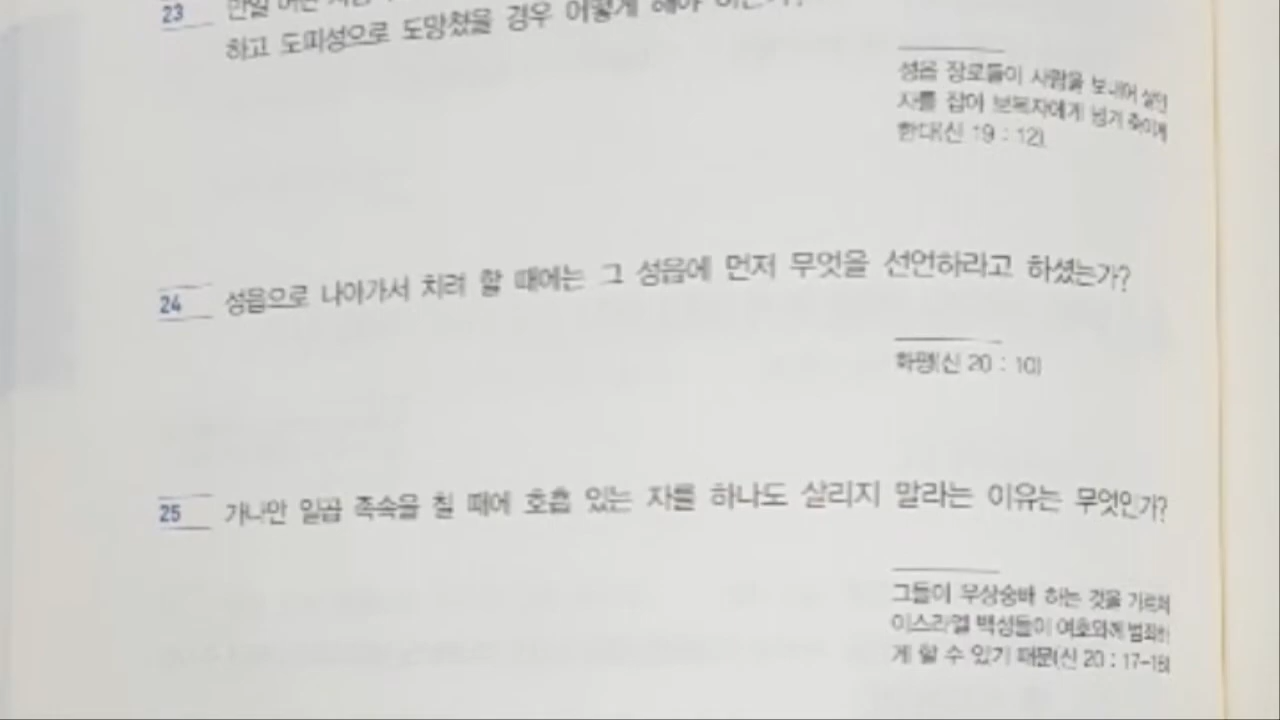 23 만일
하고 도피성으로 도망쳤을 경우 어떻게 해야
성읍 장로들이 사람을 보내어 살인
자를 잡아 보복자에게 넘겨 죽이게
한다(신 19 : 12)
24 성읍으로 나아가서 치려 할 때에는 그 성읍에 먼저 무엇을 선언하라고 하셨는가?
화평(신 20 : 10)
25 가나안 일곱 족속을 칠 때에 호흡 있는 자를 하나도 살리지 말라는 이유는 무엇인가?
그들이 우상숭배 하는 것을 가르쳐
이스라엘 백성들이 여호와께 범죄하
게 할 수 있기 때문(신 20 : 17-18)